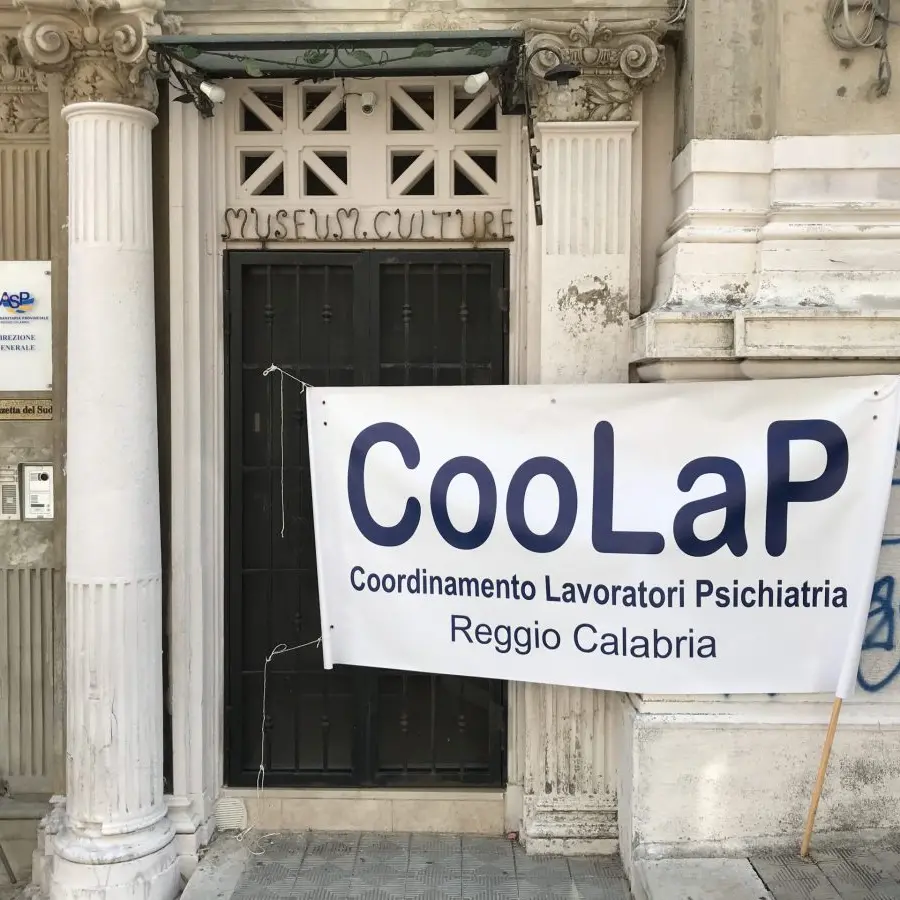 MUSEUM.CULTURE
ASP
DIREZIONE
GENERALE
Gazzetta del Sud
CooLaP
Coordinamento Lavoratori Psichiatria
Reggio Calabria